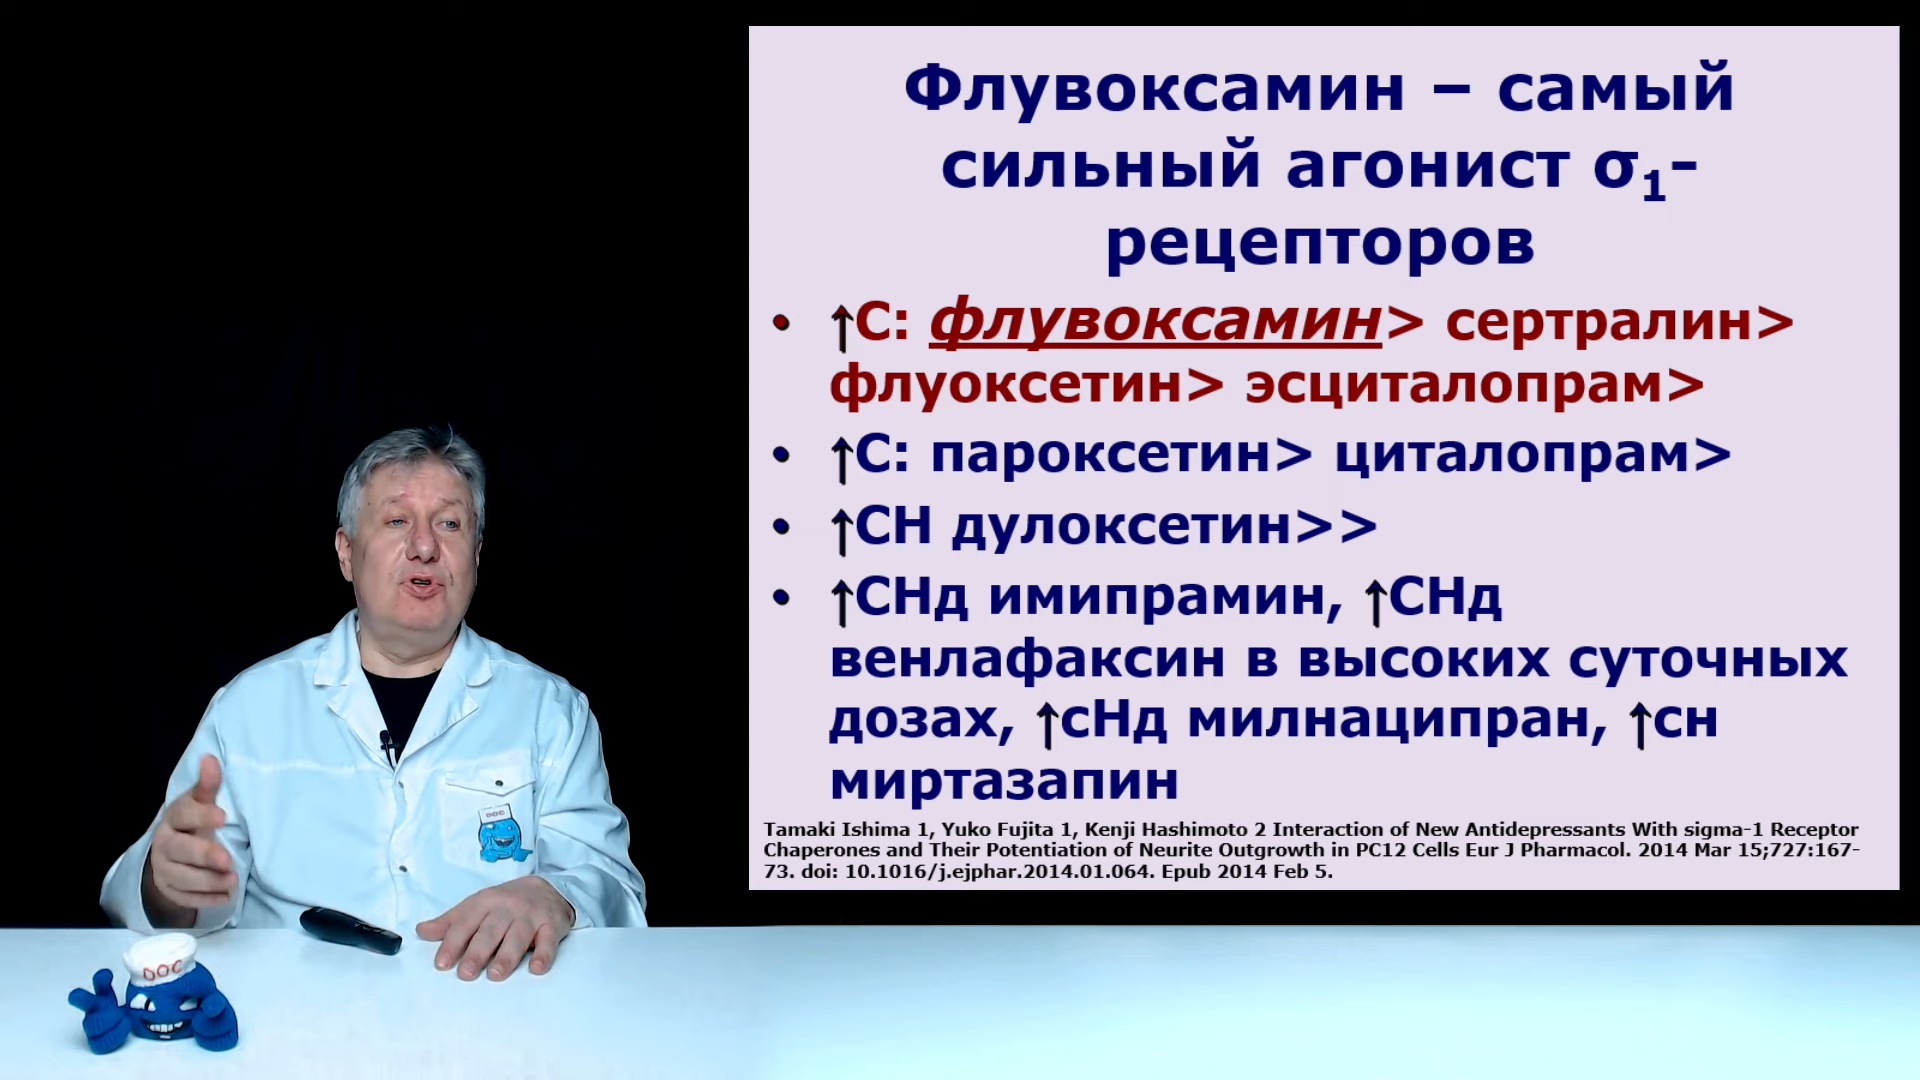 Флувоксамин – самый
сильный агонист σ₁-
рецепторов
• ↑С: флувоксамин> сертралин>
флуоксетин> эсциталопрам>
• ↑С: пароксетин> циталопрам>
• ↑СН дулоксетин>>
• ↑СНд имипрамин, ↑СНд
венлафаксин в высоких суточных
дозах, ↑сНд милнаципран, ↑сн
миртазапин
Tamaki Ishima 1, Yuko Fujita 1, Kenji Hashimoto 2 Interaction of New Antidepressants With sigma-1 Receptor
Chaperones and Their Potentiation of Neurite Outgrowth in PC12 Cells Eur J Pharmacol. 2014 Mar 15;727:167-
73. doi: 10.1016/j.ejphar.2014.01.064. Epub 2014 Feb 5.
DOC
DOC